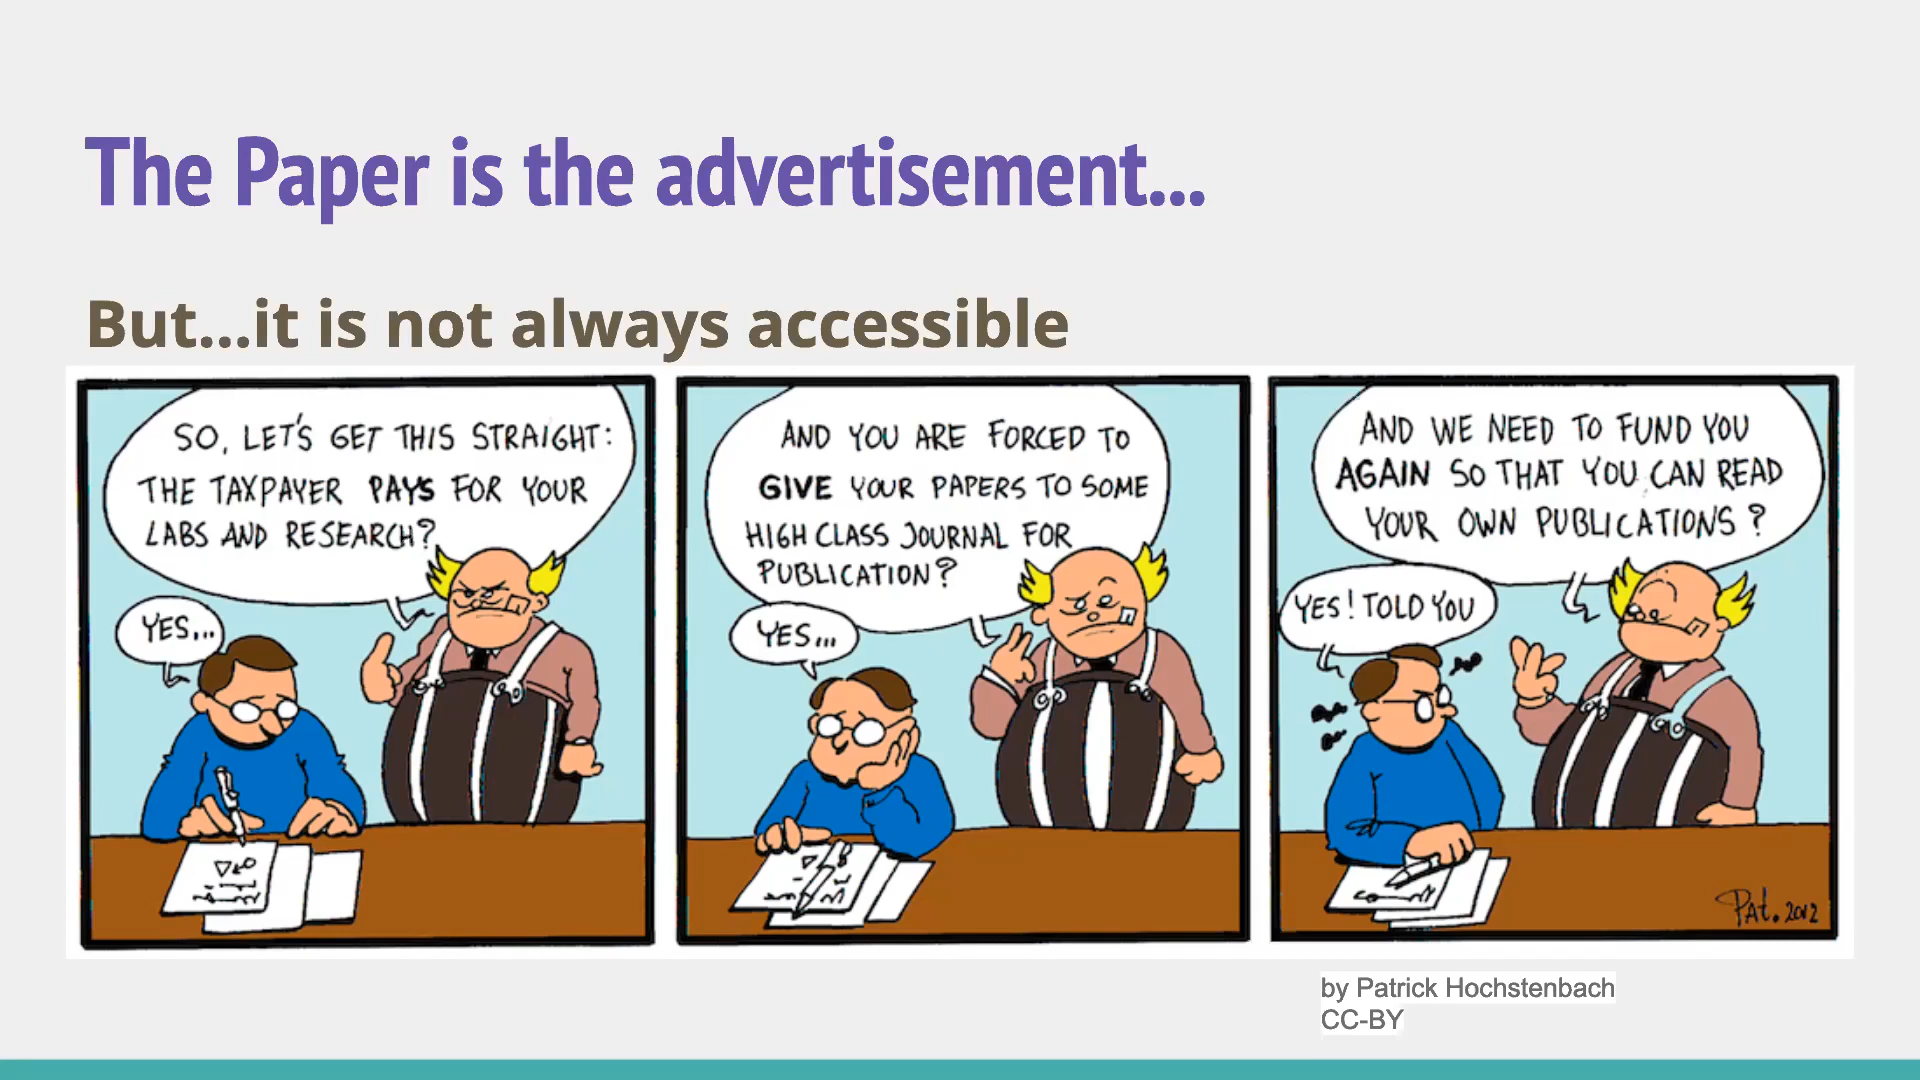 The Paper is the advertisement...
But...it is not always accessible
SO, LET'S GET THIS STRAIGHT:
THE TAXPAYER PAYS FOR YOUR
LABS AND RESEARCH?
YES...
AND YOU ARE FORCED TO
GIVE YOUR PAPERS TO SOME
HIGH CLASS JOURNAL FOR
PUBLICATION?
YES...
AND WE NEED TO FUND YOU
AGAIN SO THAT YOU CAN READ
YOUR OWN PUBLICATIONS?
YES! TOLD YOU
PAt. 2012
by Patrick Hochstenbach
CC-BY